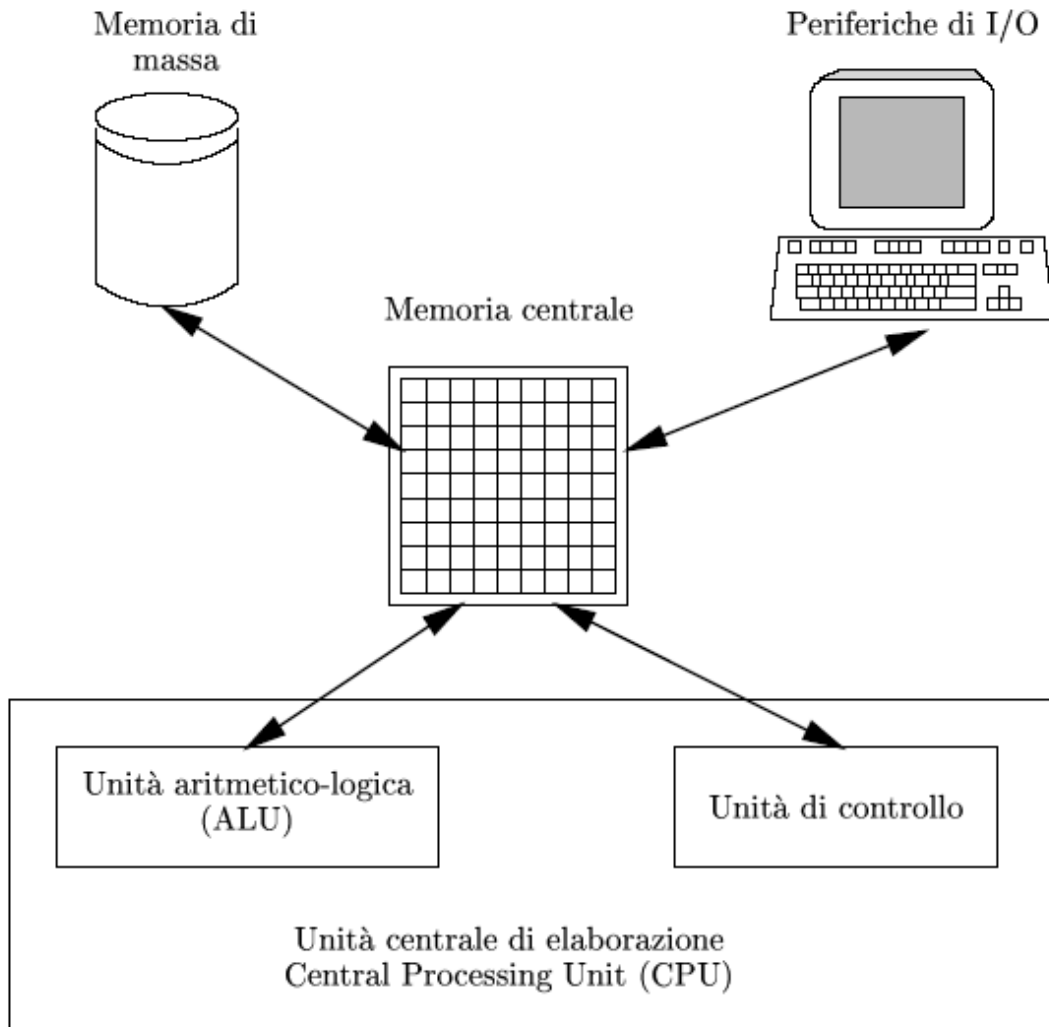 Memoria di
massa
Periferiche di I/O
Memoria centrale
Unità aritmetico-logica
(ALU)
Unità di controllo
Unità centrale di elaborazione
Central Processing Unit (CPU)